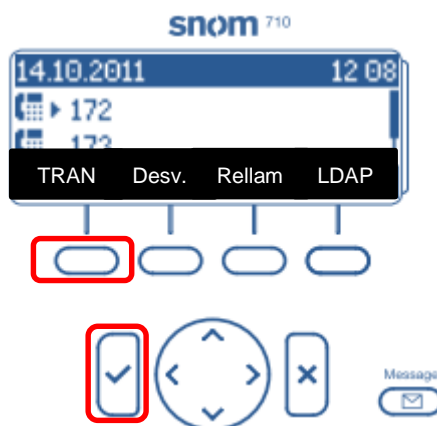 snom 710
14.10.2011 12 08
172
173
TRAN Desv. Rellam LDAP
Message